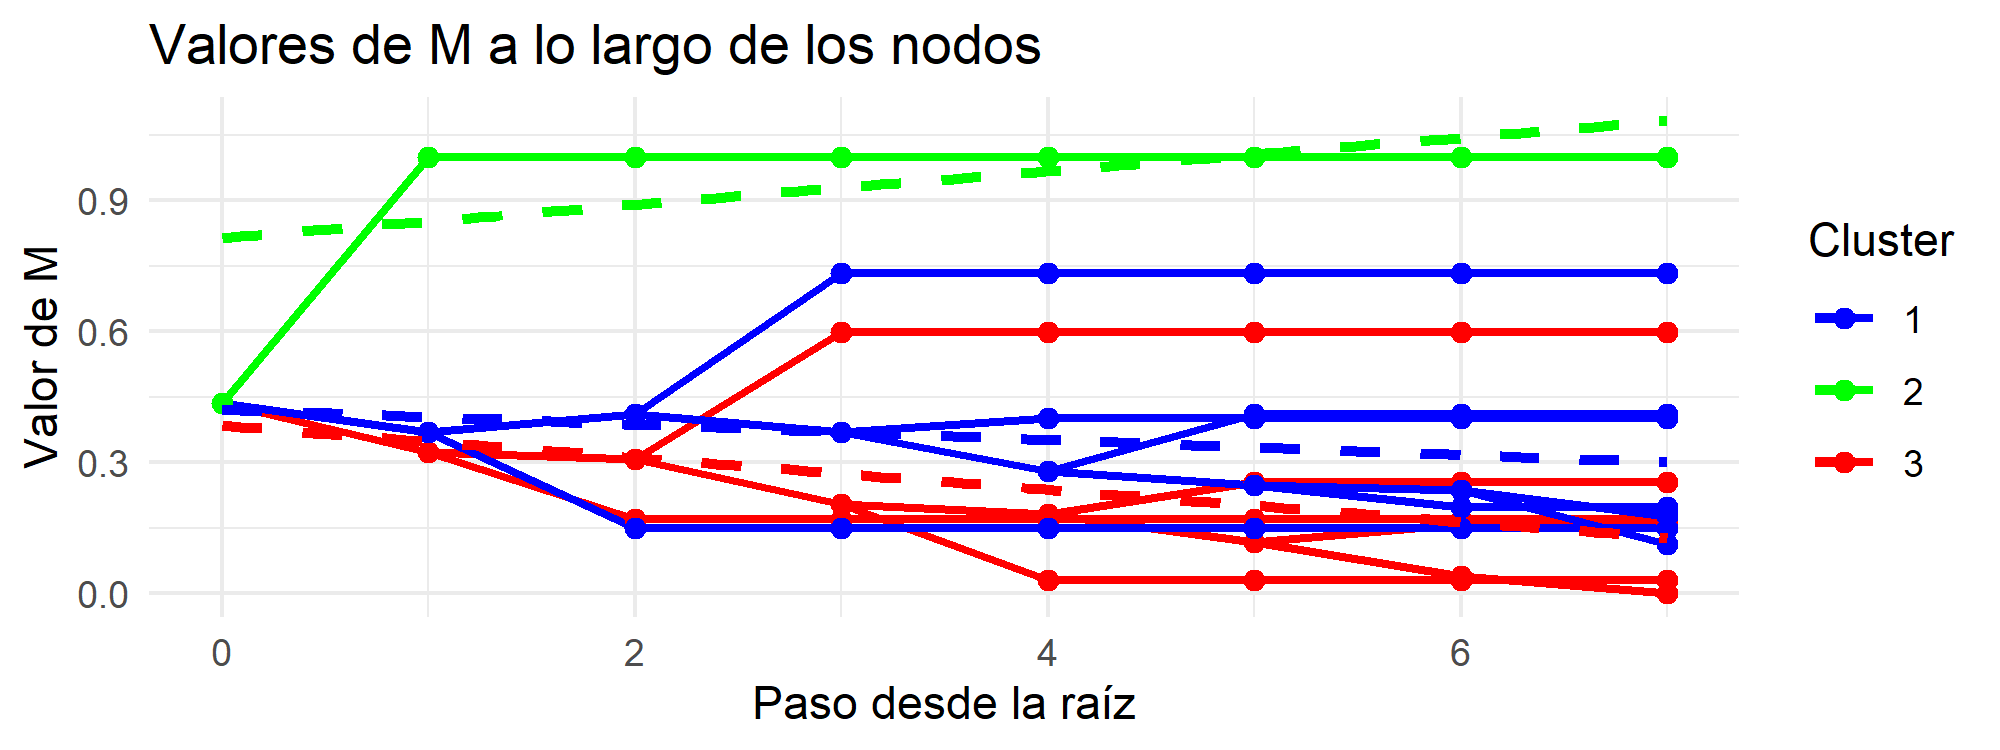 Valores de M a lo largo de los nodos
Valor de M
0.9
0.6
0.3
0.0
0
2
4
6
Paso desde la raíz
Cluster
1
2
3